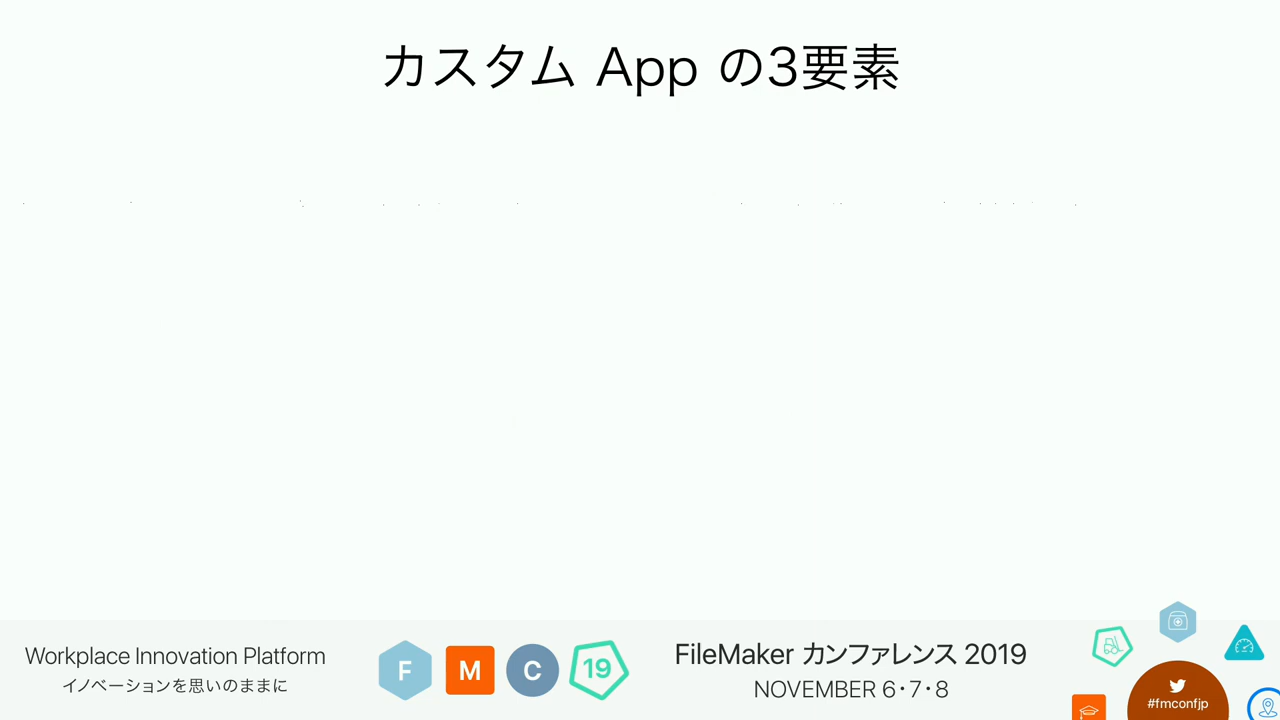 カスタム App の3要素
Workplace Innovation Platform
イノベーションを思いのままに
F M C 19
FileMaker カンファレンス 2019
NOVEMBER 6・7・8
#fmconfjp